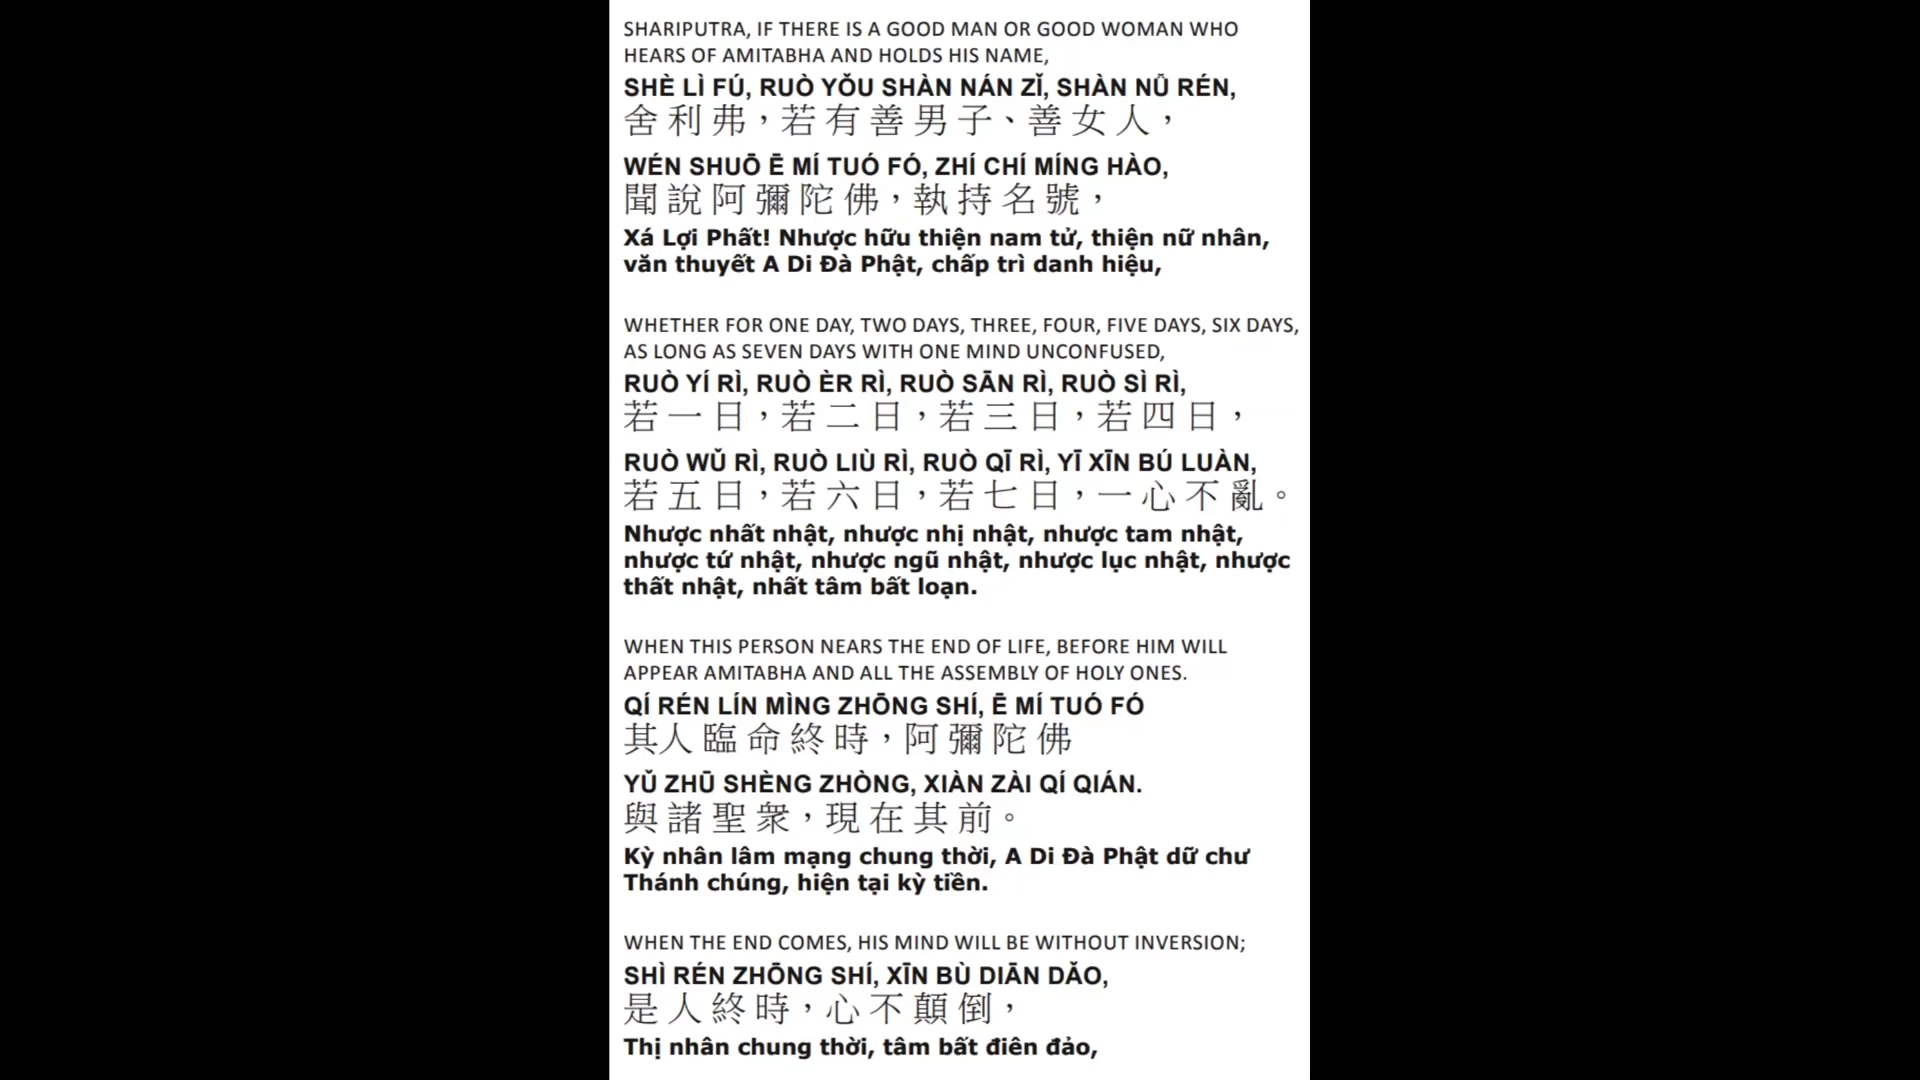 SHARIPUTRA, IF THERE IS A GOOD MAN OR GOOD WOMAN WHO
HEARS OF AMITABHA AND HOLDS HIS NAME,
SHÈ LÌ FÚ, RUÒ YǑU SHÀN NÁN ZǏ, SHÀN NǙ RÉN,
舍利弗，若有善男子、善女人，
WÉN SHUŌ Ē MÍ TUÓ FÓ, ZHÍ CHÍ MÍNG HÀO,
聞說阿彌陀佛，執持名號，
Xá Lợi Phất! Nhược hữu thiện nam tử, thiện nữ nhân,
văn thuyết A Di Đà Phật, chấp trì danh hiệu,
WHETHER FOR ONE DAY, TWO DAYS, THREE, FOUR, FIVE DAYS, SIX DAYS,
AS LONG AS SEVEN DAYS WITH ONE MIND UNCONFUSED,
RUÒ YÍ RÌ, RUÒ ÈR RÌ, RUÒ SĀN RÌ, RUÒ SÌ RÌ,
若一日，若二日，若三日，若四日，
RUÒ WǓ RÌ, RUÒ LIÙ RÌ, RUÒ QĪ RÌ, YĪ XĪN BÚ LUÀN,
若五日，若六日，若七日，一心不亂。
Nhược nhất nhật, nhược nhị nhật, nhược tam nhật,
nhược tứ nhật, nhược ngũ nhật, nhược lục nhật, nhược
thất nhật, nhất tâm bất loạn.
WHEN THIS PERSON NEARS THE END OF LIFE, BEFORE HIM WILL
APPEAR AMITABHA AND ALL THE ASSEMBLY OF HOLY ONES.
QÍ RÉN LÍN MÌNG ZHŌNG SHÍ, Ē MÍ TUÓ FÓ
其人臨命終時，阿彌陀佛
YǓ ZHŪ SHÈNG ZHÒNG, XIÀN ZÀI QÍ QIÁN.
與諸聖衆，現在其前。
Kỳ nhân lâm mạng chung thời, A Di Đà Phật dữ chư
Thánh chúng, hiện tại kỳ tiền.
WHEN THE END COMES, HIS MIND WILL BE WITHOUT INVERSION;
SHÌ RÉN ZHŌNG SHÍ, XĪN BÙ DIĀN DǍO,
是人終時，心不顛倒，
Thị nhân chung thời, tâm bất điên đảo,